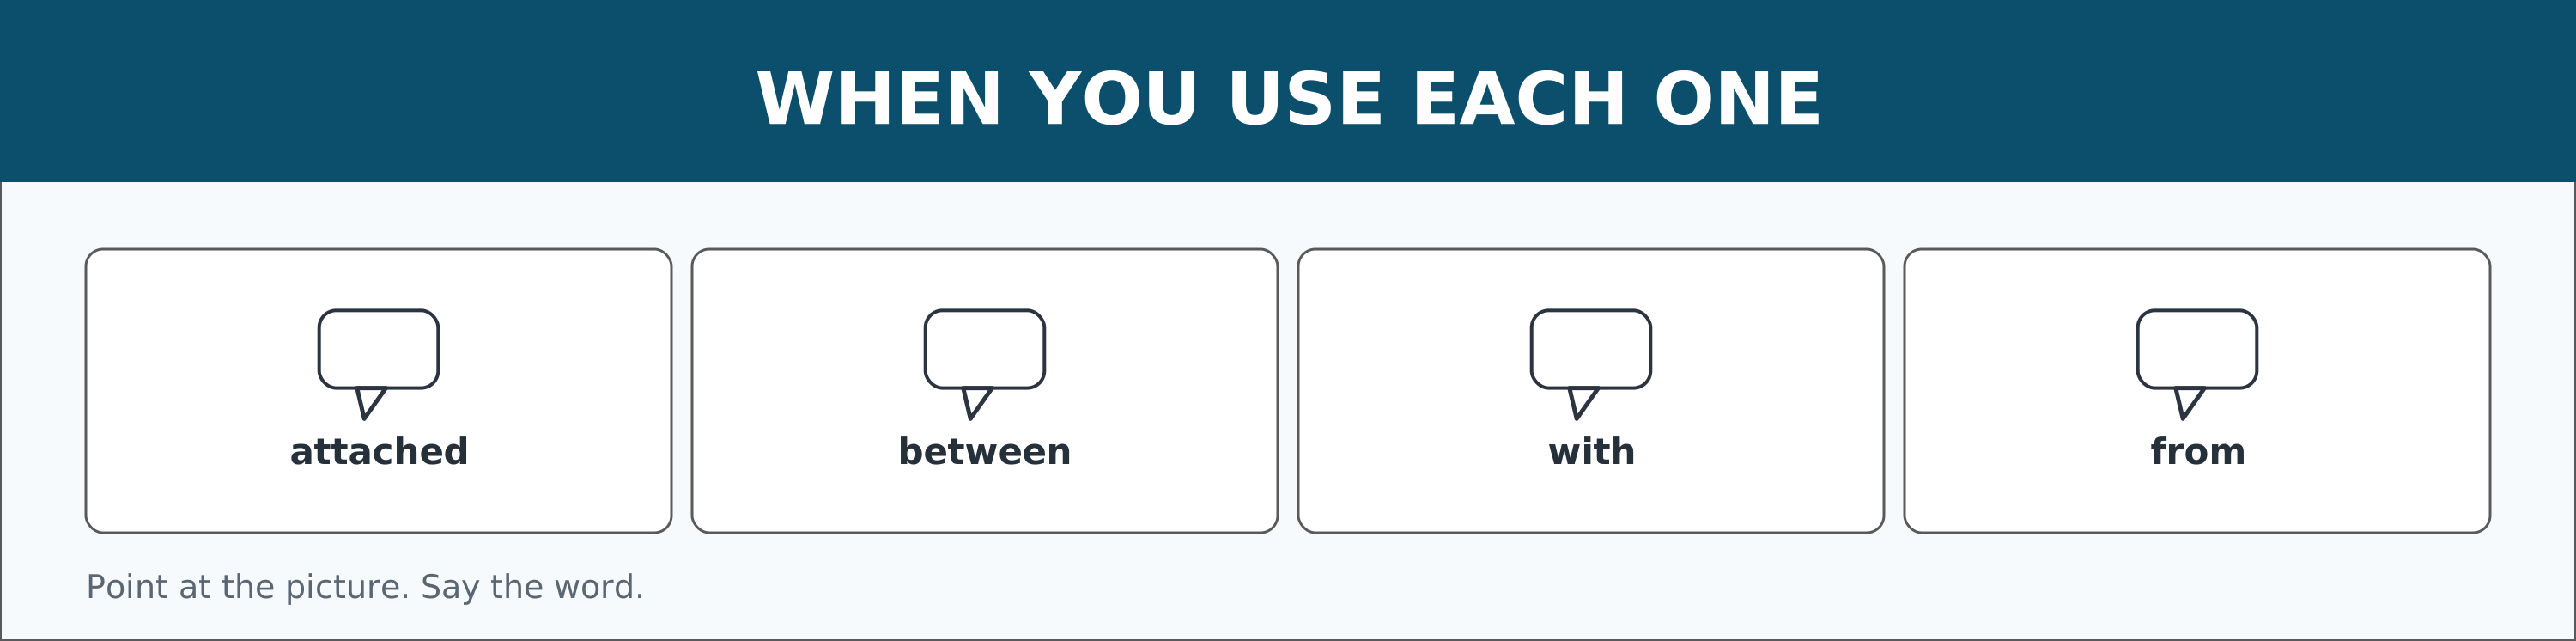 WHEN YOU USE EACH ONE
attached
between
with
from
Point at the picture. Say the word.